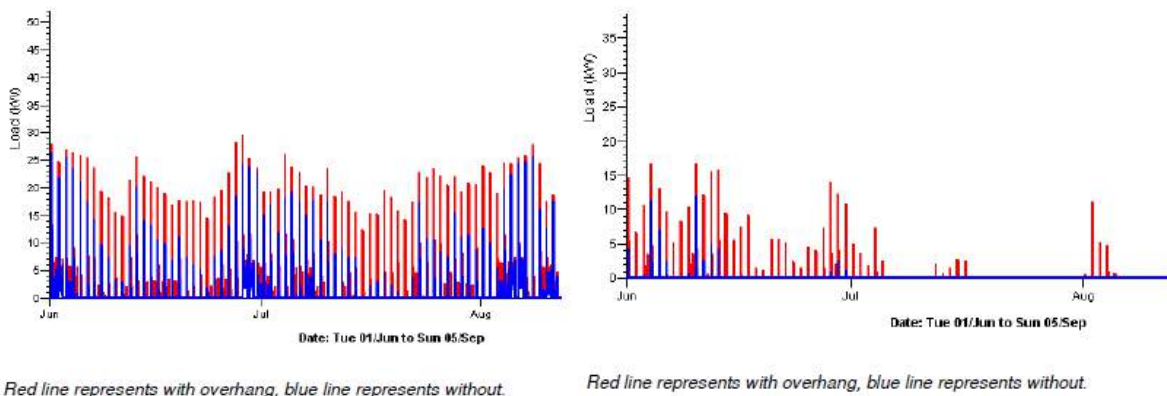 Load (kW)
50
45
40
35
30
25
20
15
10
5
0
Jun
Jul
Aug
Date: Tue 01/Jun to Sun 05/Sep
Red line represents with overhang, blue line represents without.
Load (kW)
35
30
25
20
15
10
5
0
Jun
Jul
Aug
Date: Tue 01/Jun to Sun 05/Sep
Red line represents with overhang, blue line represents without.